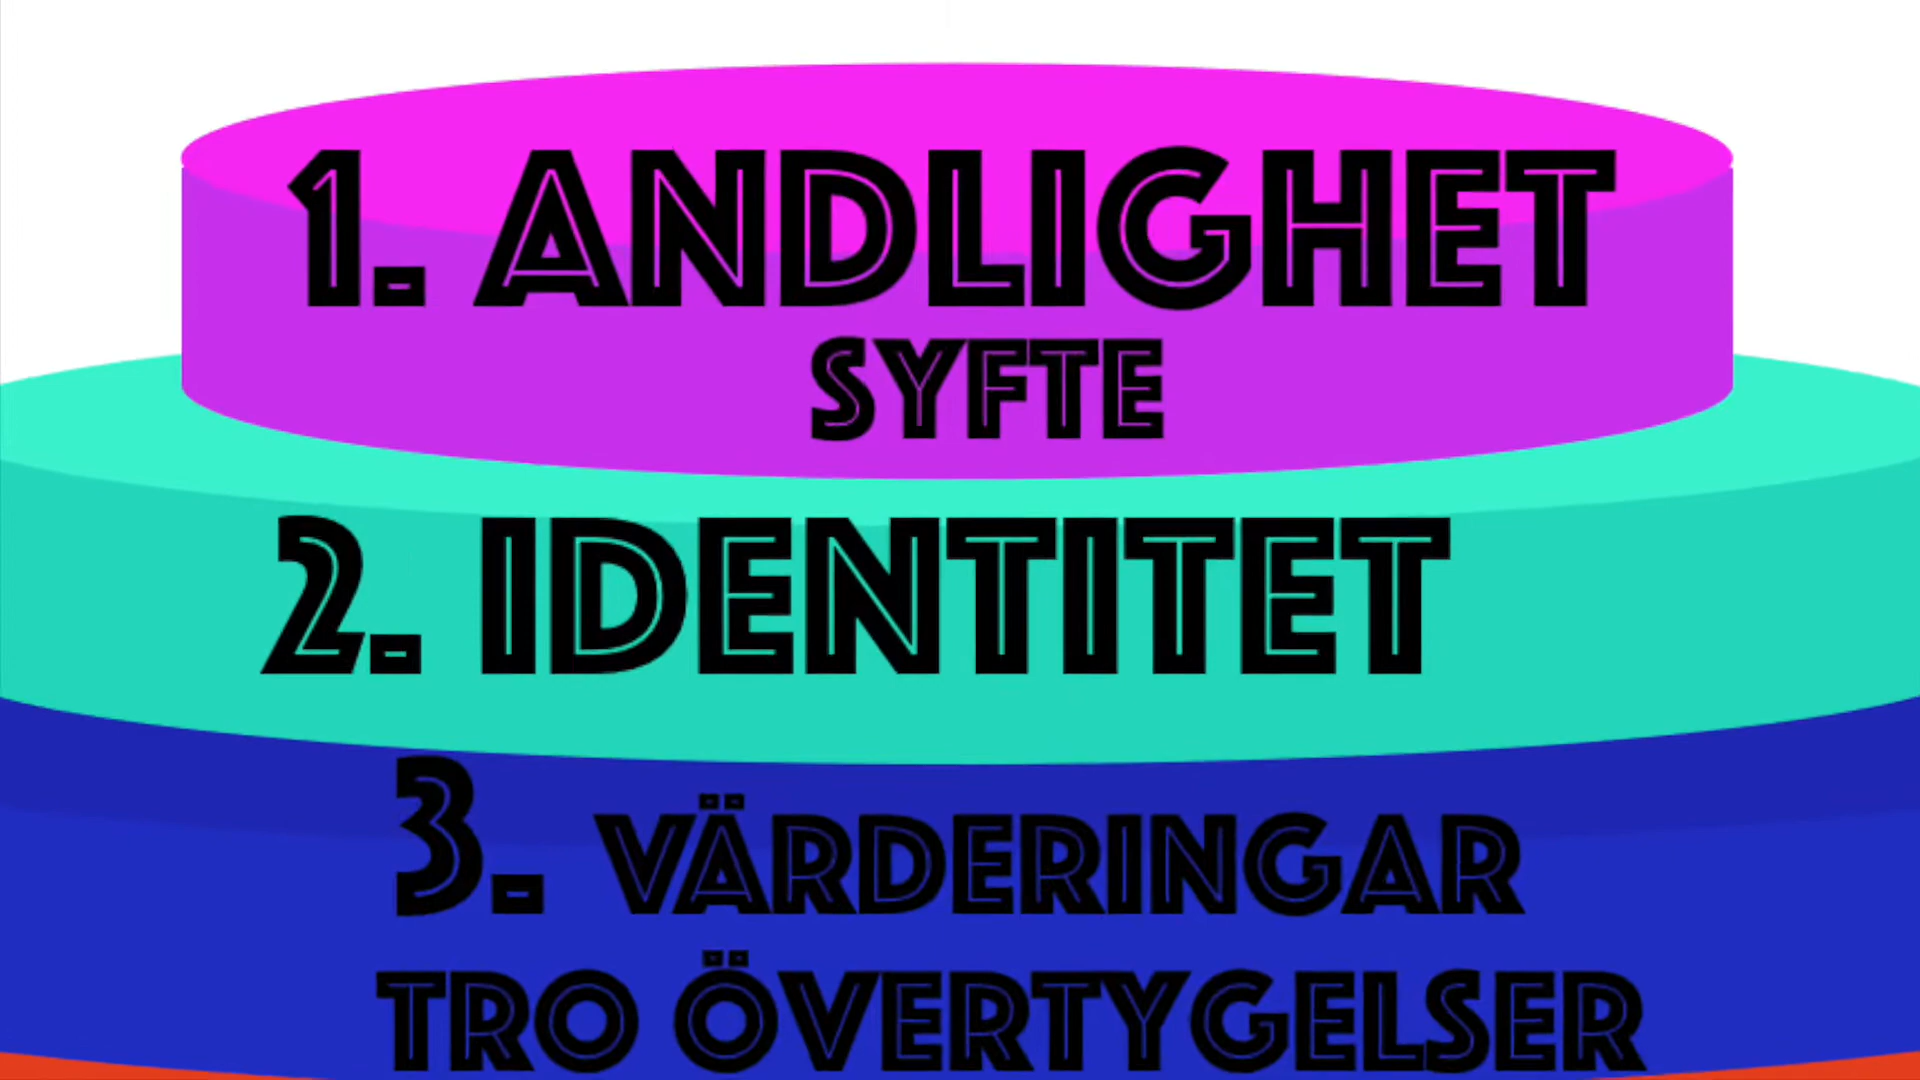 1. ANDLIGHET
SYFTE
2. IDENTITET
3. VÄRDERINGAR
TRO ÖVERTYGELSER